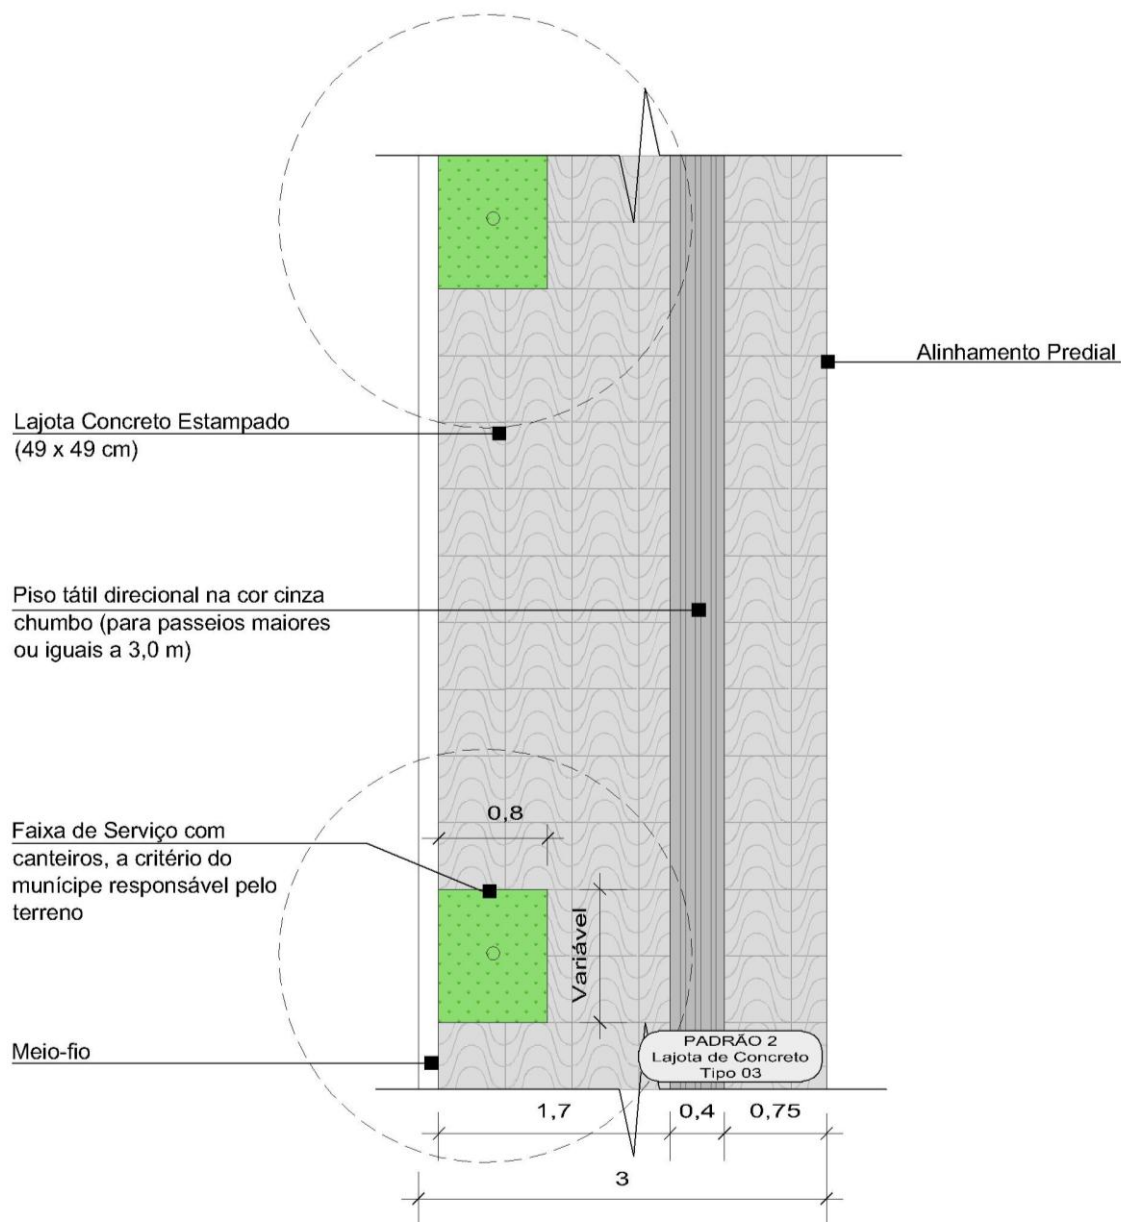 Alinhamento Predial
Lajota Concreto Estampado
(49 x 49 cm)
Piso tátil direcional na cor cinza
chumbo (para passeios maiores
ou iguais a 3,0 m)
0,8
Faixa de Serviço com
canteiros, a critério do
munícipe responsável pelo
terreno
Variável
Meio-fio
PADRÃO 2
Lajota de Concreto
Tipo 03
1,7
0,4
0,75
3